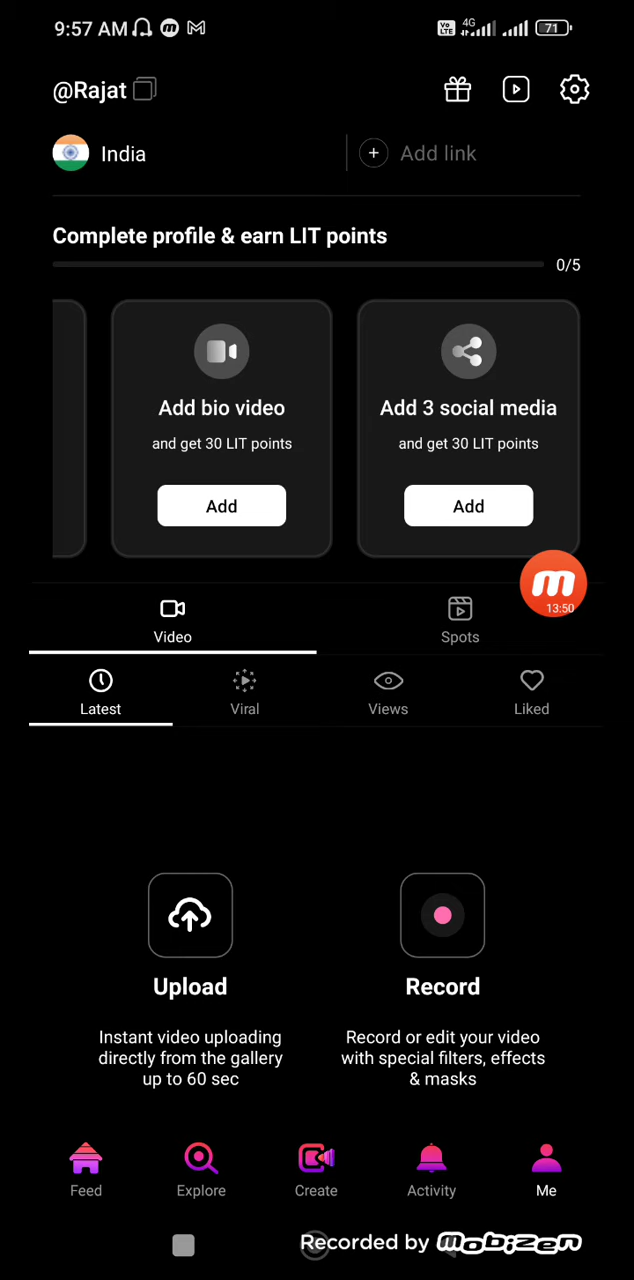 9:57 AM
Vo LTE 4G 71
@Rajat
India
Add link
Complete profile & earn LIT points
0/5
Add bio video
and get 30 LIT points
Add
Add 3 social media
and get 30 LIT points
Add
m
13:50
Video
Spots
Latest
Viral
Views
Liked
Upload
Instant video uploading
directly from the gallery
up to 60 sec
Record
Record or edit your video
with special filters, effects
& masks
Feed
Explore
Create
Activity
Me
Recorded by mobizen